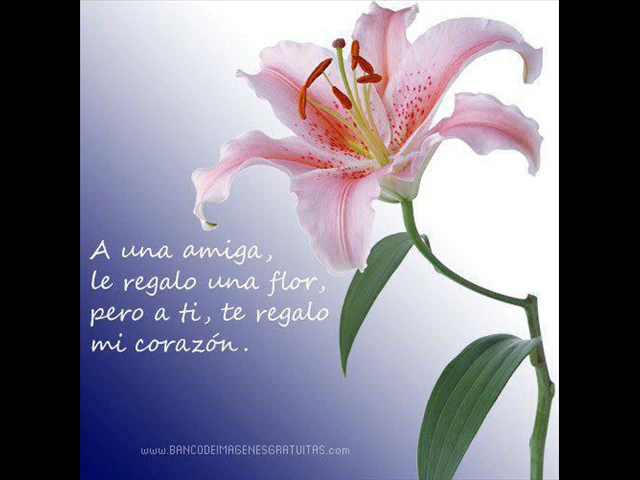 A una amiga,
le regalo una flor,
pero a ti, te regalo
mi corazón.
www.BANCODEIMAGENESGRATUITAS.com